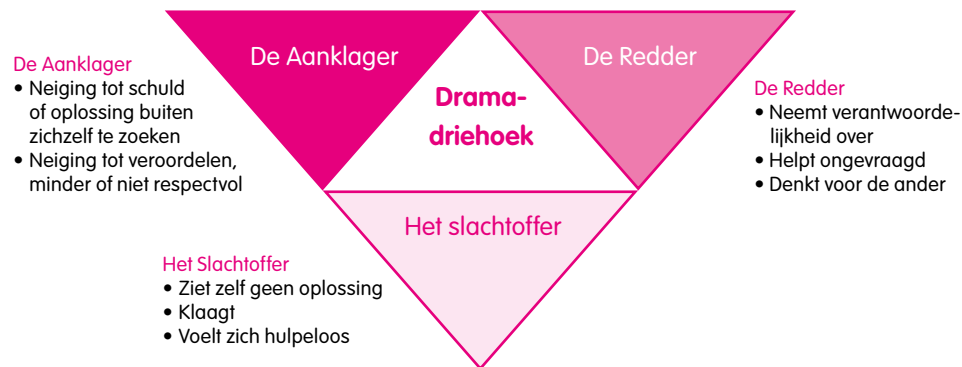 De Aanklager
De Redder
Drama-
driehoek
Het slachtoffer
De Aanklager
• Neiging tot schuld
of oplossing buiten
zichzelf te zoeken
• Neiging tot veroordelen,
minder of niet respectvol
De Redder
• Neemt verantwoorde-
lijkheid over
• Helpt ongevraagd
• Denkt voor de ander
Het Slachtoffer
• Ziet zelf geen oplossing
• Klaagt
• Voelt zich hulpeloos